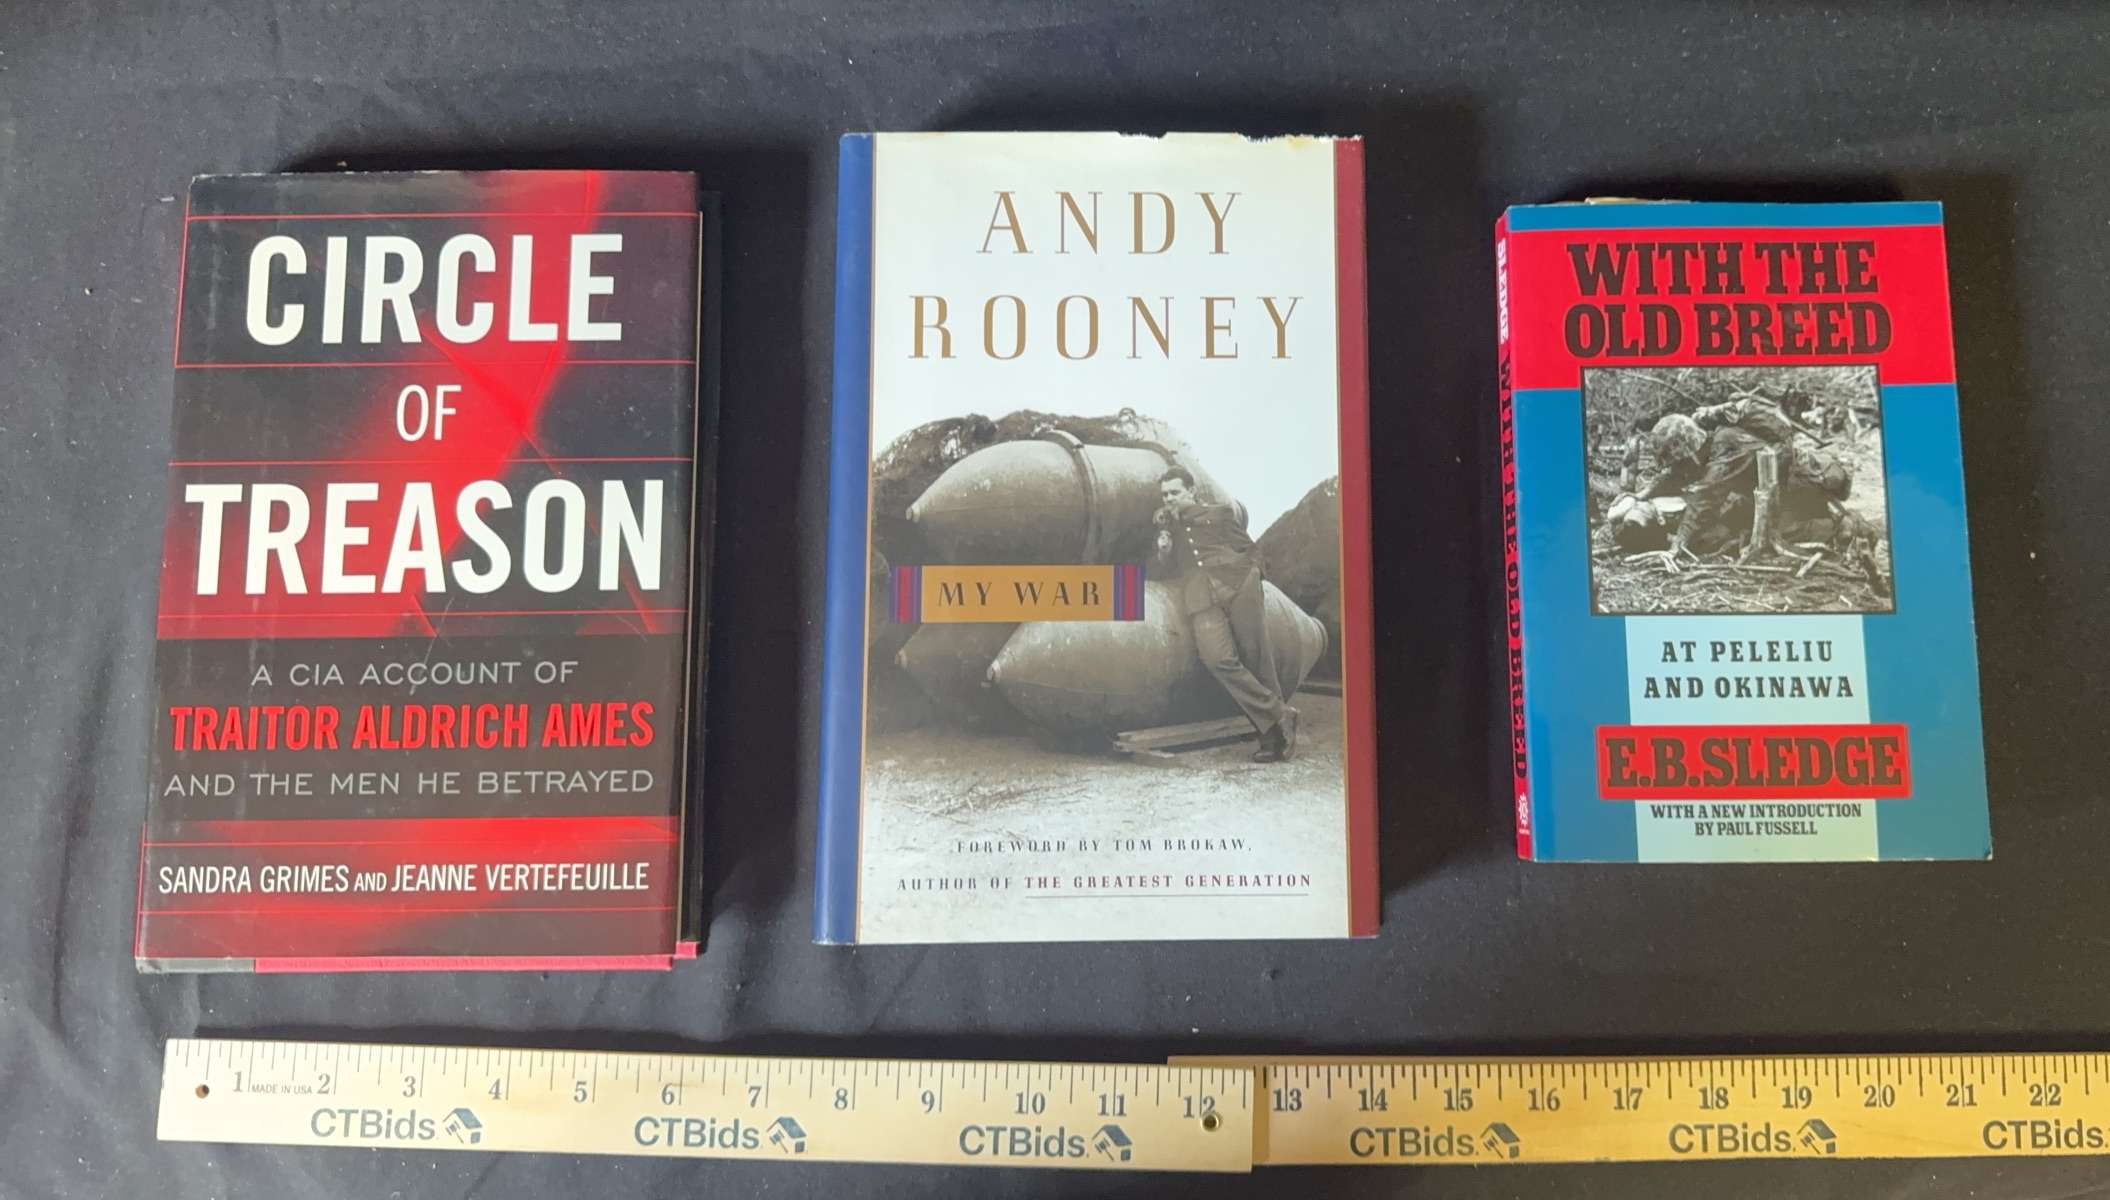 CIRCLE
OF
TREASON
A CIA ACCOUNT OF
TRAITOR ALDRICH AMES
AND THE MEN HE BETRAYED
SANDRA GRIMES AND JEANNE VERTEFEUILLE
ANDY
ROONEY
MY WAR
FOREWORD BY TOM BROKAW,
AUTHOR OF THE GREATEST GENERATION
SLEDGE WITH THE OLD BREED
WITH THE
OLD BREED
AT PELELIU
AND OKINAWA
E.B.SLEDGE
WITH A NEW INTRODUCTION
BY PAUL FUSSELL
1 MADE IN USA 2 3 4 5 6 7 8 9 10 11 12
CTBids. CTBids. CTBids.
13 14 15 16 17 18 19 20 21 22
CTBids. CTBids. CTBids.